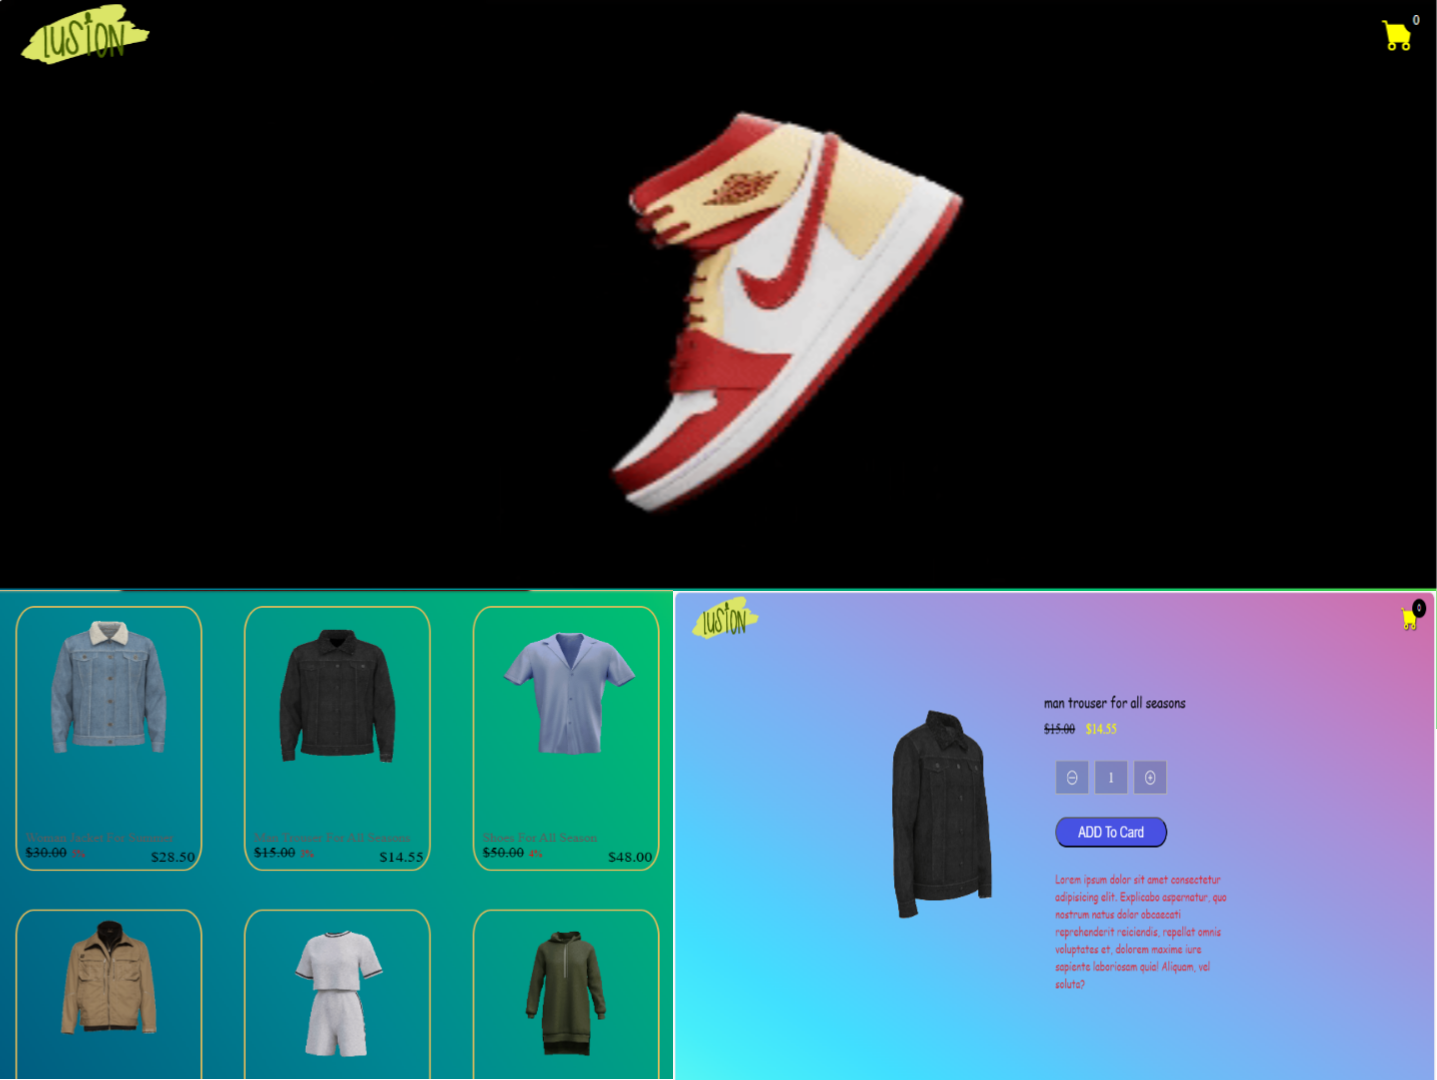 lusion
0
Woman Jacket For Seasons
$30.00 5% $28.50
Man Trouser For All Seasons
$15.00 3% $14.55
Shoes For All Season
$50.00 4% $48.00
lusion
0
man trouser for all seasons
$15.00 $14.55
1
ADD To Card
Lorem ipsum dolor sit amet consectetur
adipisicing elit. Explicabo aspernatur, quo
nostrum natus dolor obcaecati
reprehenderit reiciendis, repellat omnis
voluptates et, dolorem maxime iure
sapiente laboriosam quia! Aliquam, vel
soluta?